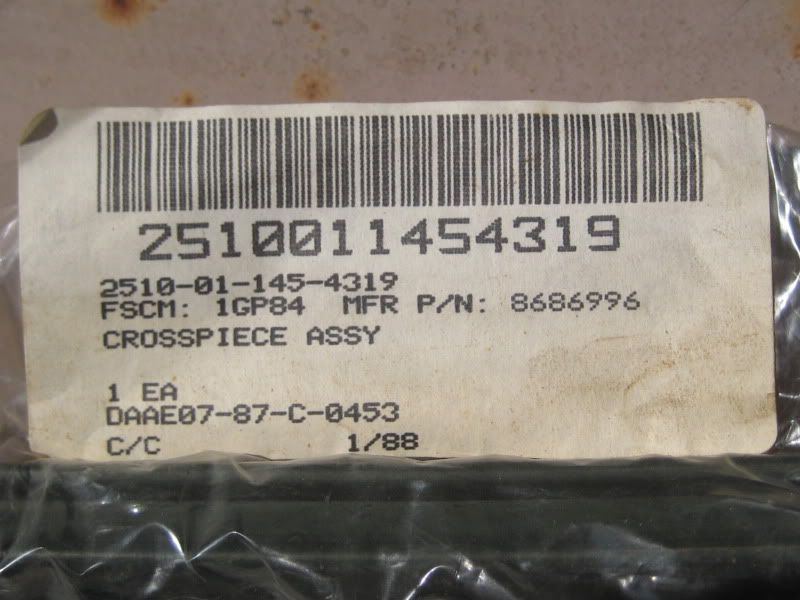 2510011454319
2510-01-145-4319
FSCM: 1GP84 MFR P/N: 8686996
CROSSPIECE ASSY
1 EA
DAAE07-87-C-0453
C/C 1/88